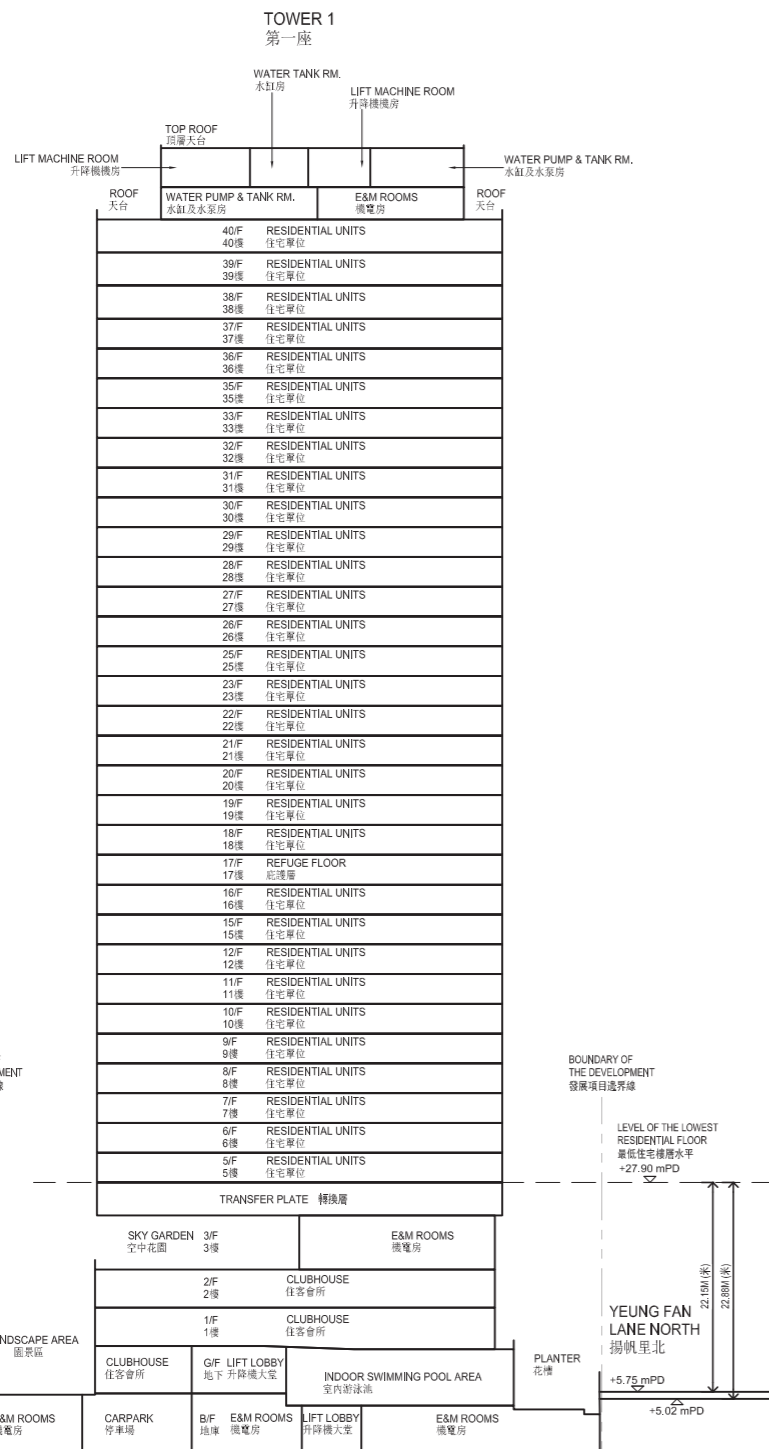 TOWER 1
第一座
WATER TANK RM.
水缸房
LIFT MACHINE ROOM
升降機機房
TOP ROOF
頂層天台
LIFT MACHINE ROOM
升降機機房
WATER PUMP & TANK RM.
水缸及水泵房
ROOF
天台
WATER PUMP & TANK RM.
水缸及水泵房
E&M ROOMS
機電房
ROOF
天台
40/F RESIDENTIAL UNITS
40樓 住宅單位
39/F RESIDENTIAL UNITS
39樓 住宅單位
38/F RESIDENTIAL UNITS
38樓 住宅單位
37/F RESIDENTIAL UNITS
37樓 住宅單位
36/F RESIDENTIAL UNITS
36樓 住宅單位
35/F RESIDENTIAL UNITS
35樓 住宅單位
33/F RESIDENTIAL UNITS
33樓 住宅單位
32/F RESIDENTIAL UNITS
32樓 住宅單位
31/F RESIDENTIAL UNITS
31樓 住宅單位
30/F RESIDENTIAL UNITS
30樓 住宅單位
29/F RESIDENTIAL UNITS
29樓 住宅單位
28/F RESIDENTIAL UNITS
28樓 住宅單位
27/F RESIDENTIAL UNITS
27樓 住宅單位
26/F RESIDENTIAL UNITS
26樓 住宅單位
25/F RESIDENTIAL UNITS
25樓 住宅單位
23/F RESIDENTIAL UNITS
23樓 住宅單位
22/F RESIDENTIAL UNITS
22樓 住宅單位
21/F RESIDENTIAL UNITS
21樓 住宅單位
20/F RESIDENTIAL UNITS
20樓 住宅單位
19/F RESIDENTIAL UNITS
19樓 住宅單位
18/F RESIDENTIAL UNITS
18樓 住宅單位
17/F REFUGE FLOOR
17樓 庇護層
16/F RESIDENTIAL UNITS
16樓 住宅單位
15/F RESIDENTIAL UNITS
15樓 住宅單位
12/F RESIDENTIAL UNITS
12樓 住宅單位
11/F RESIDENTIAL UNITS
11樓 住宅單位
10/F RESIDENTIAL UNITS
10樓 住宅單位
9/F RESIDENTIAL UNITS
9樓 住宅單位
8/F RESIDENTIAL UNITS
8樓 住宅單位
7/F RESIDENTIAL UNITS
7樓 住宅單位
6/F RESIDENTIAL UNITS
6樓 住宅單位
5/F RESIDENTIAL UNITS
5樓 住宅單位
MENT
BOUNDARY OF
THE DEVELOPMENT
發展項目邊界線
LEVEL OF THE LOWEST
RESIDENTIAL FLOOR
最低住宅樓層水平
+27.90 mPD
TRANSFER PLATE 轉換層
SKY GARDEN 3/F
空中花園 3樓
E&M ROOMS
機電房
2/F CLUBHOUSE
2樓 住客會所
1/F CLUBHOUSE
1樓 住客會所
22.15M (米)
22.88M (米)
YEUNG FAN
LANE NORTH
揚帆里北
NDSCAPE AREA
園景區
CLUBHOUSE
住客會所
G/F LIFT LOBBY
地下 升降機大堂
INDOOR SWIMMING POOL AREA
室內游泳池
PLANTER
花槽
+5.75 mPD
+5.02 mPD
&M ROOMS
機電房
CARPARK
停車場
B/F E&M ROOMS
地庫 機電房
LIFT LOBBY
升降機大堂
E&M ROOMS
機電房